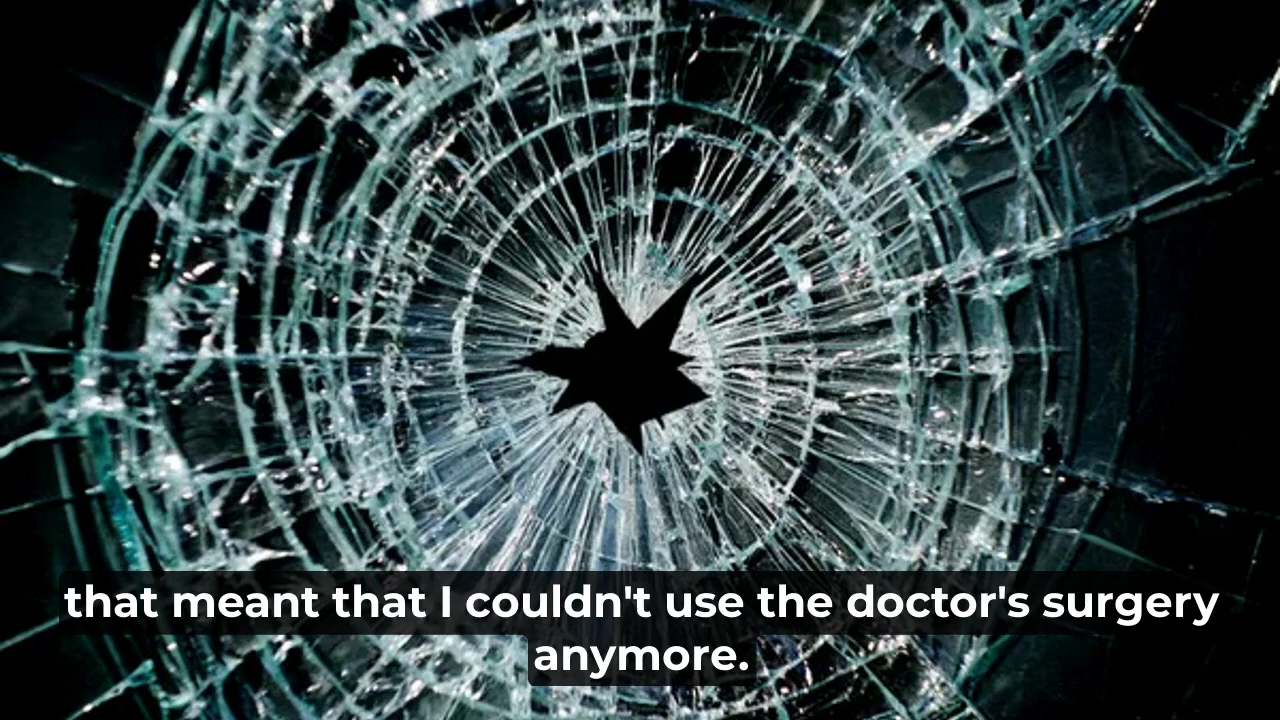 that meant that I couldn't use the doctor's surgery
anymore.